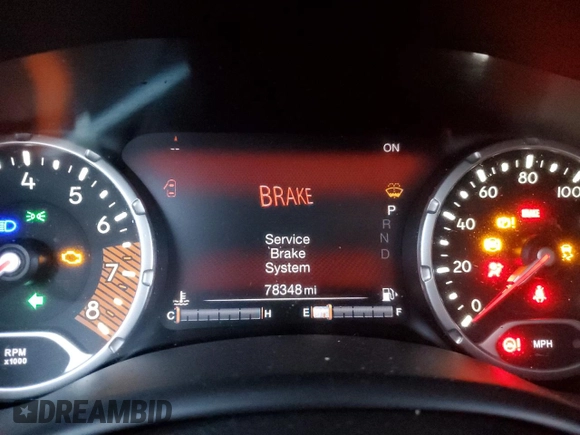 ON
BRAKE
P
R
N
D
Service
Brake
System
78348 mi
C H E F
4 5 6 7 8
RPM
x1000
0 20 40 60 80 100
BRAKE
MPH
DREAMBID